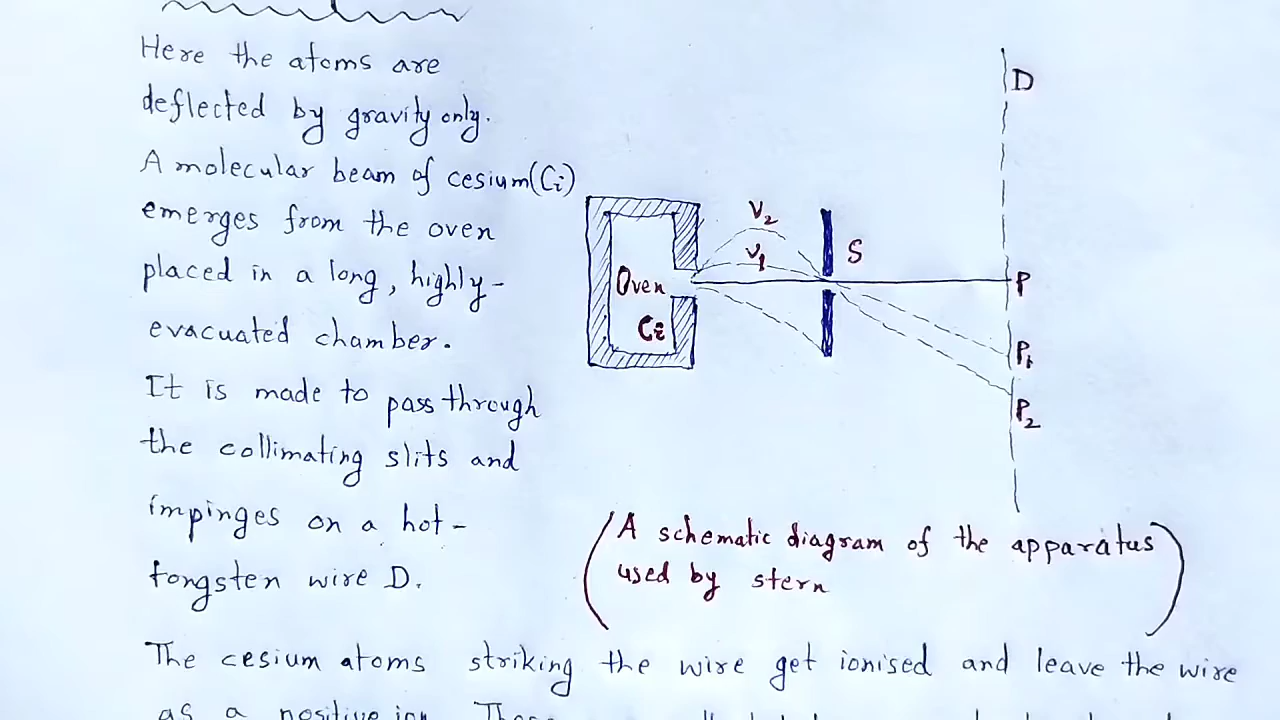 Here the atoms are
deflected by gravity only.
A molecular beam of cesium(Ci)
emerges from the oven
placed in a long, highly-
evacuated chamber.
It is made to pass through
the collimating slits and
impinges on a hot-
tongsten wire D.
D
V2
V1
S
Oven
Ci
P
P1
P2
(A schematic diagram of the apparatus
used by stern)
The cesium atoms striking the wire get ionised and leave the wire
as a positive ion.